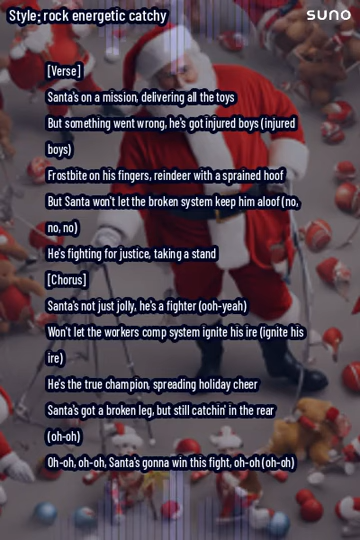 Style: rock energetic catchy
suno
[Verse]
Santa's on a mission, delivering all the toys
But something went wrong, he's got injured boys (injured
boys)
Frostbite on his fingers, reindeer with a sprained hoof
But Santa won't let the broken system keep him aloof (no,
no, no)
He's fighting for justice, taking a stand
[Chorus]
Santa's not just jolly, he's a fighter (ooh-yeah)
Won't let the workers comp system ignite his ire (ignite his
ire)
He's the true champion, spreading holiday cheer
Santa's got a broken leg, but still catchin' in the rear
(oh-oh)
Oh-oh, oh-oh, Santa's gonna win this fight, oh-oh (oh-oh)